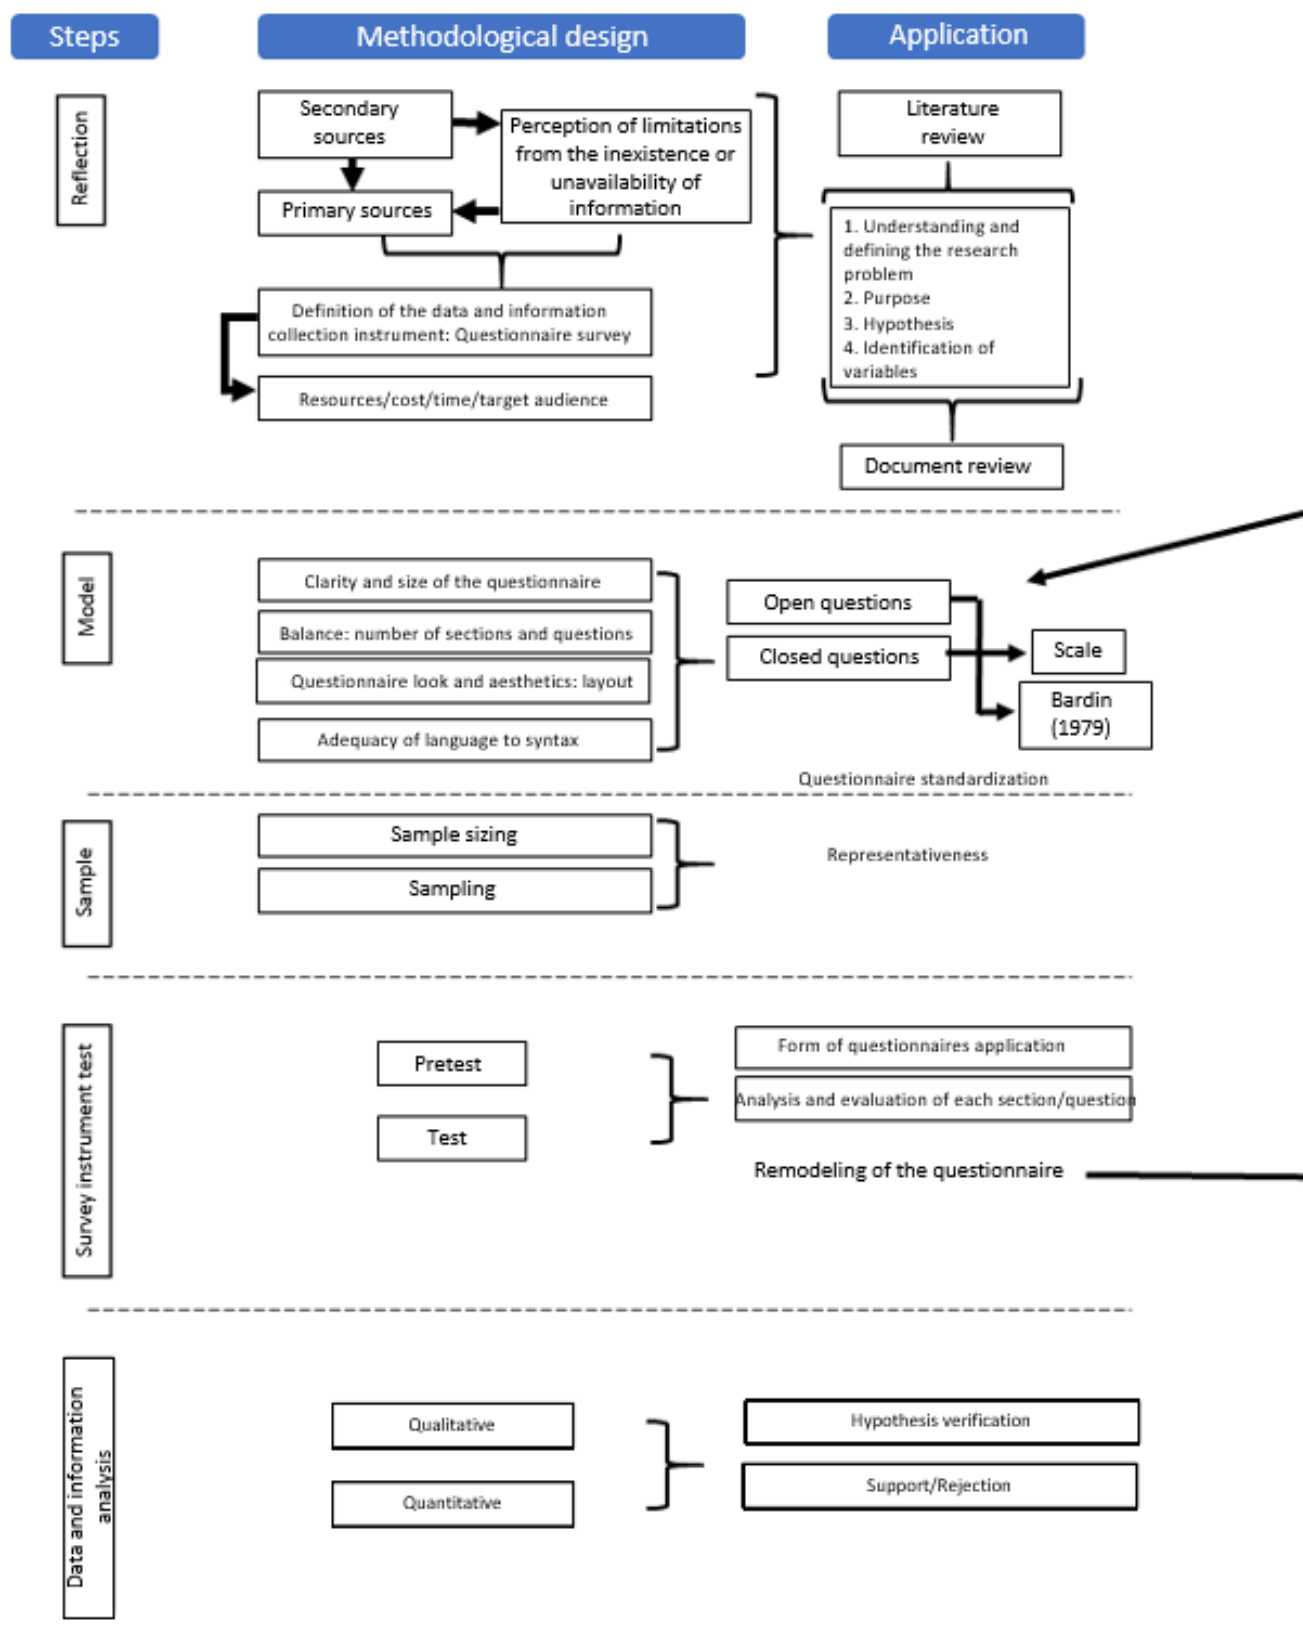 Steps
Methodological design
Application
Reflection
Secondary
sources
Perception of limitations
from the inexistence or
unavailability of
information
Primary sources
Definition of the data and information
collection instrument: Questionnaire survey
Resources/cost/time/target audience
Literature
review
1. Understanding and
defining the research
problem
2. Purpose
3. Hypothesis
4. Identification of
variables
Document review
Model
Clarity and size of the questionnaire
Balance: number of sections and questions
Questionnaire look and aesthetics: layout
Adequacy of language to syntax
Open questions
Closed questions
Scale
Bardin
(1979)
Questionnaire standardization
Sample
Sample sizing
Sampling
Representativeness
Survey instrument test
Pretest
Test
Form of questionnaires application
Analysis and evaluation of each section/question
Remodeling of the questionnaire
Data and information
analysis
Qualitative
Quantitative
Hypothesis verification
Support/Rejection